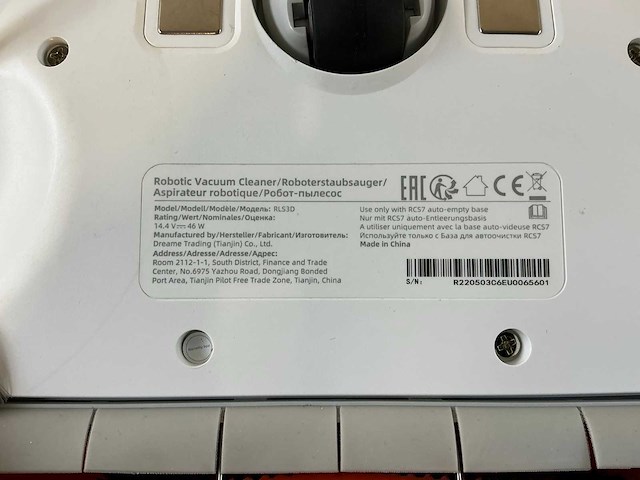 Robotic Vacuum Cleaner/Roboterstaubsauger/
Aspirateur robotique/Робот-пылесос
Model/Modell/Modèle/Модель: RLS3D
Rating/Wert/Nominales/Оценка:
14.4 V⎓46 W
Manufactured by/Hersteller/Fabricant/Изготовитель:
Dreame Trading (Tianjin) Co., Ltd.
Address/Adresse/Adresse/Адрес:
Room 2112-1-1, South District, Finance and Trade
Center, No.6975 Yazhou Road, Dongjiang Bonded
Port Area, Tianjin Pilot Free Trade Zone, Tianjin, China
EAC
CE
Use only with RCS7 auto-empty base
Nur mit RCS7 auto-Entleerungsbasis
A utiliser uniquement avec la base auto-videuse RCS7
Используйте только с База для авточистки RCS7
Made in China
S/N: R220503C6EU0065601